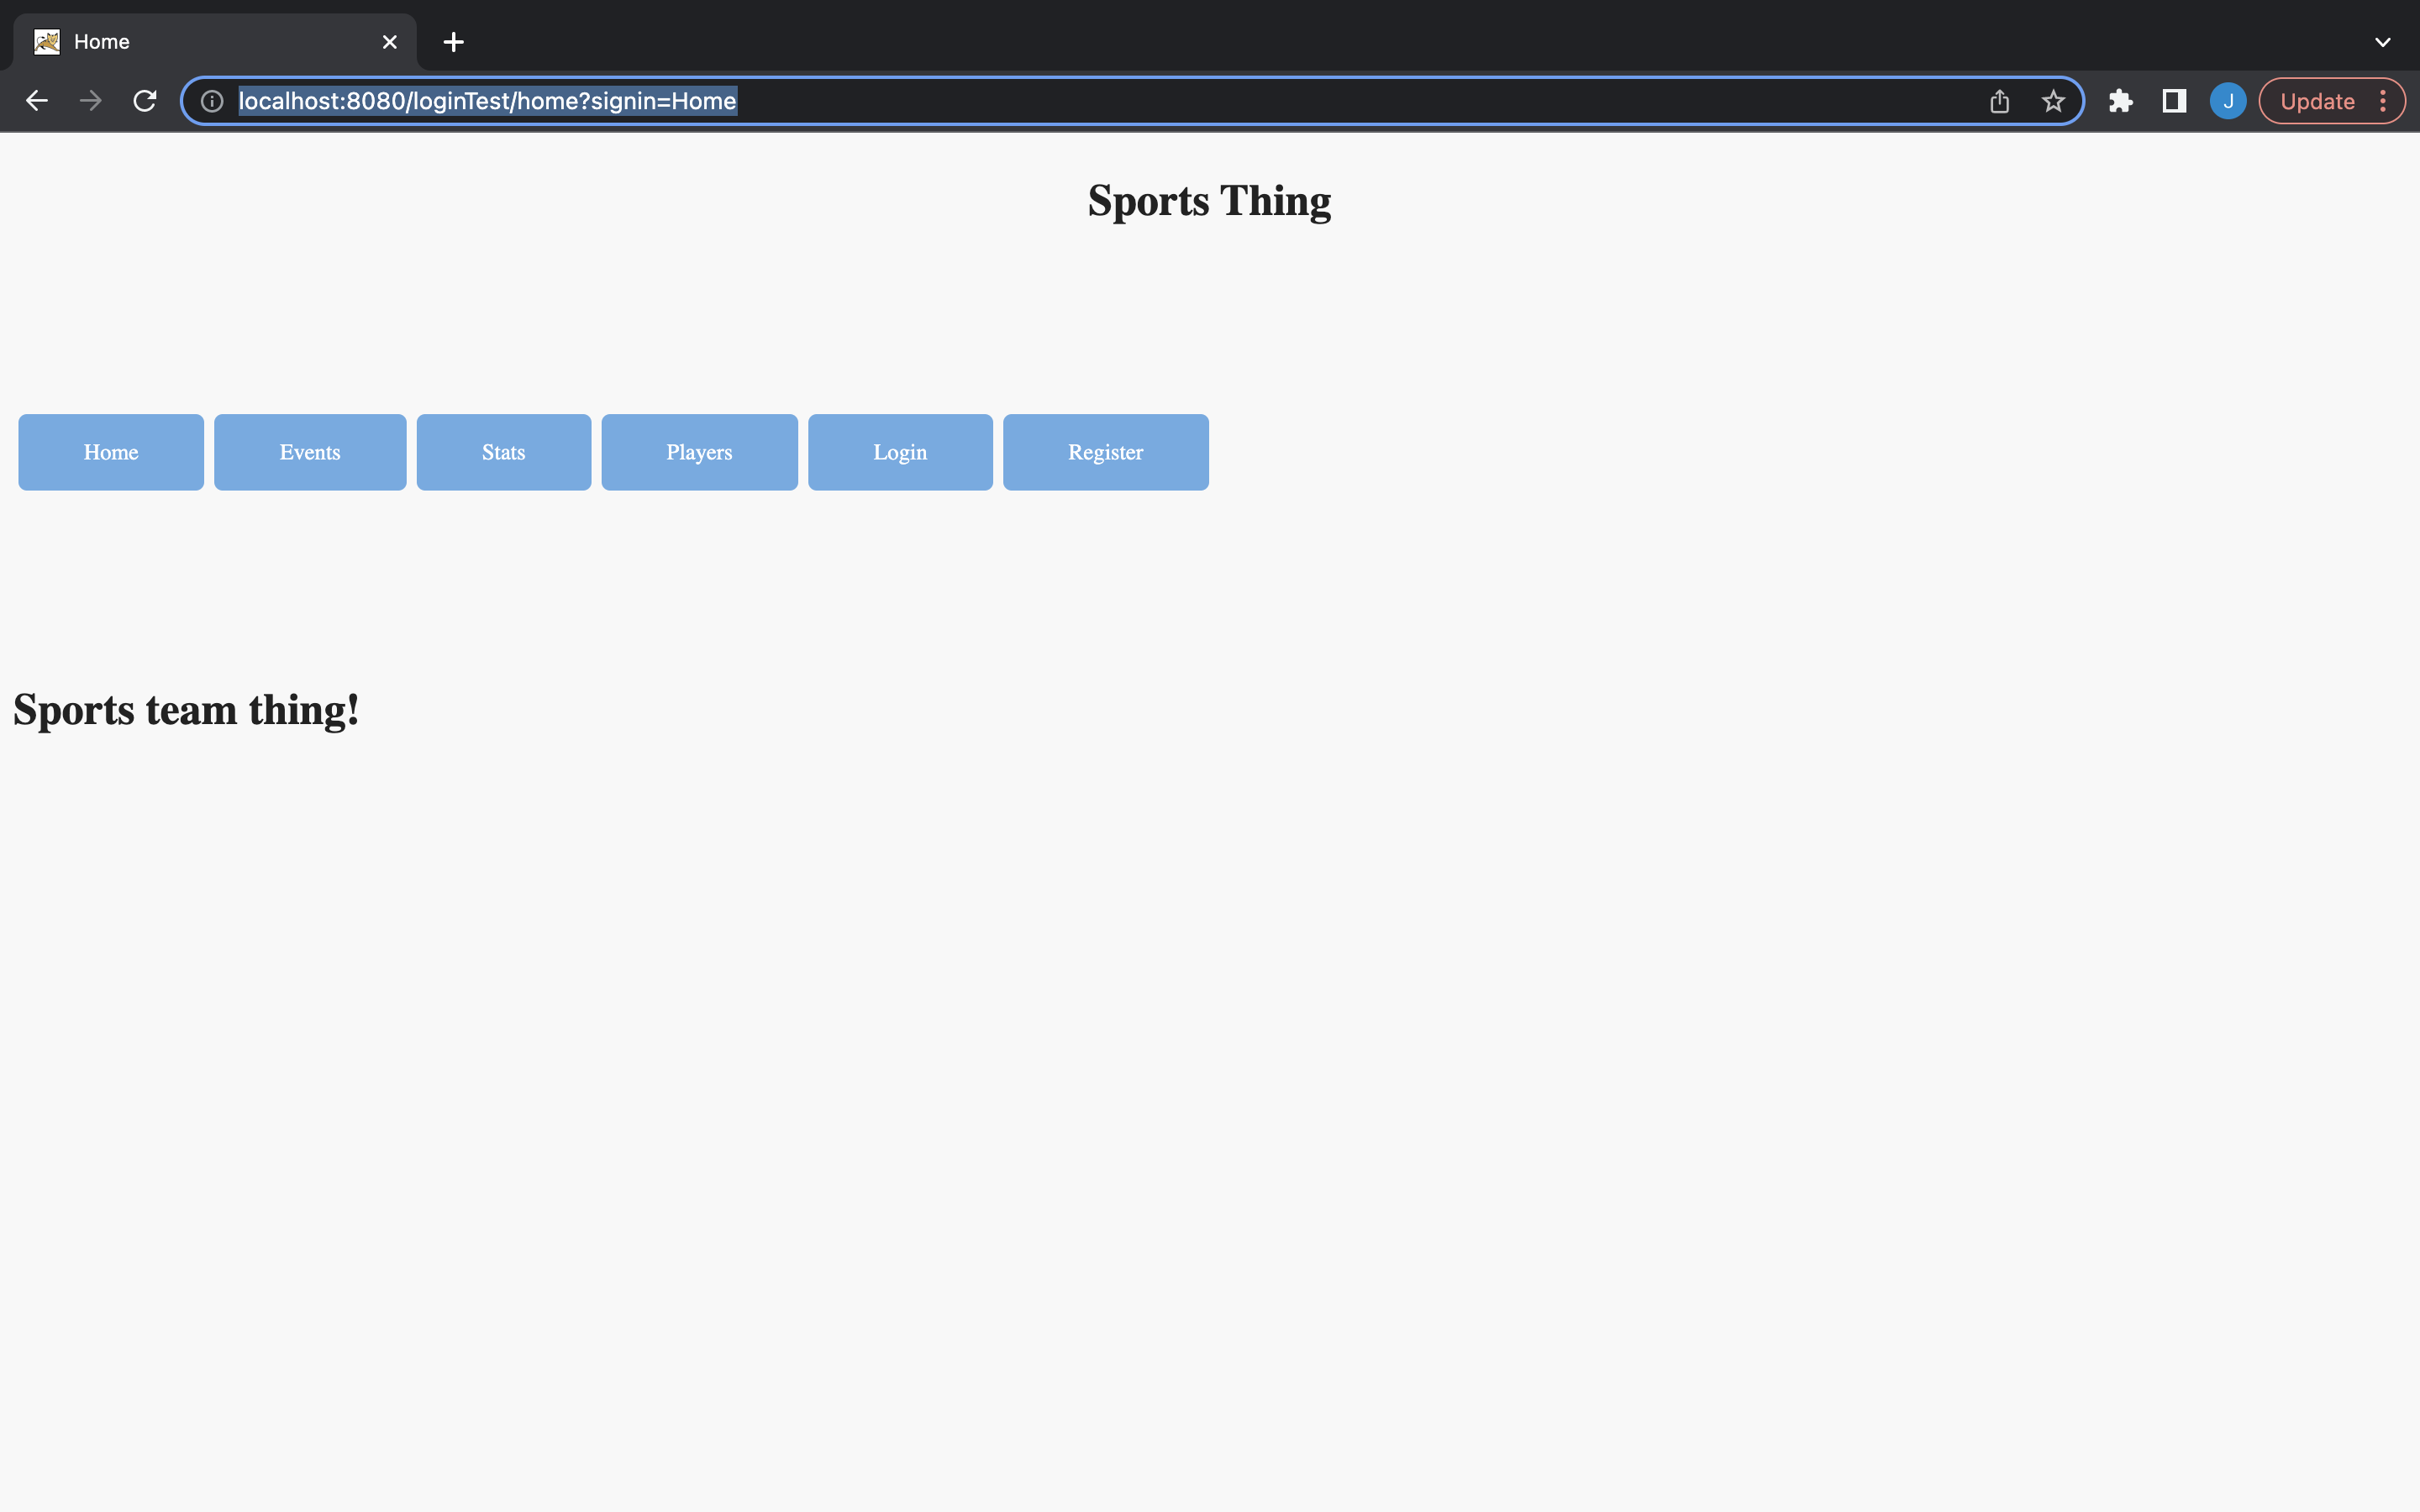 Home
localhost:8080/loginTest/home?signin=Home
J
Update
Sports Thing
Home Events Stats Players Login Register
Sports team thing!